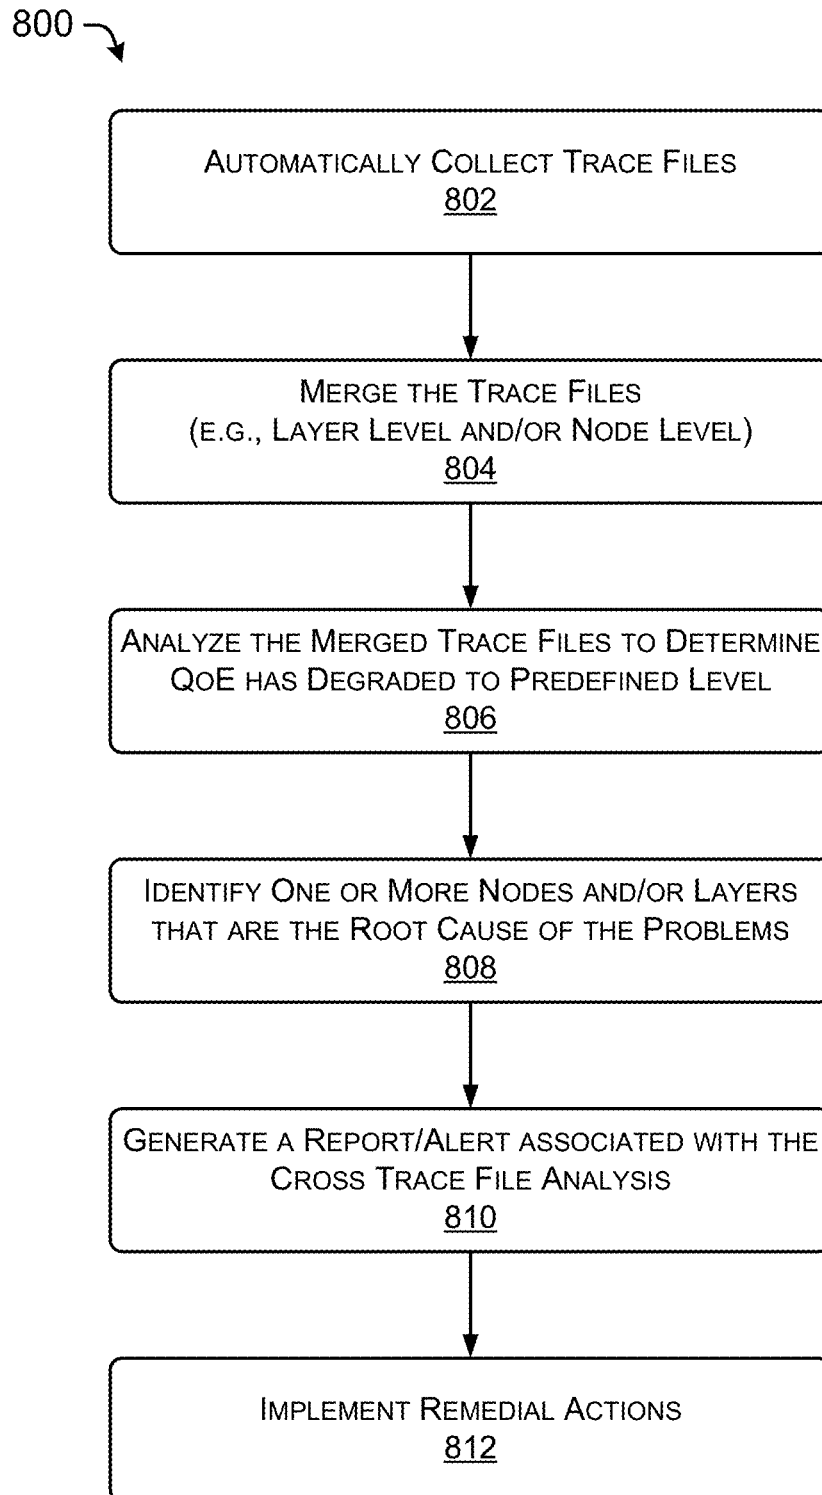 800
AUTOMATICALLY COLLECT TRACE FILES
802
MERGE THE TRACE FILES
(E.G., LAYER LEVEL AND/OR NODE LEVEL)
804
ANALYZE THE MERGED TRACE FILES TO DETERMINE
QOE HAS DEGRADED TO PREDEFINED LEVEL
806
IDENTIFY ONE OR MORE NODES AND/OR LAYERS
THAT ARE THE ROOT CAUSE OF THE PROBLEMS
808
GENERATE A REPORT/ALERT ASSOCIATED WITH THE
CROSS TRACE FILE ANALYSIS
810
IMPLEMENT REMEDIAL ACTIONS
812